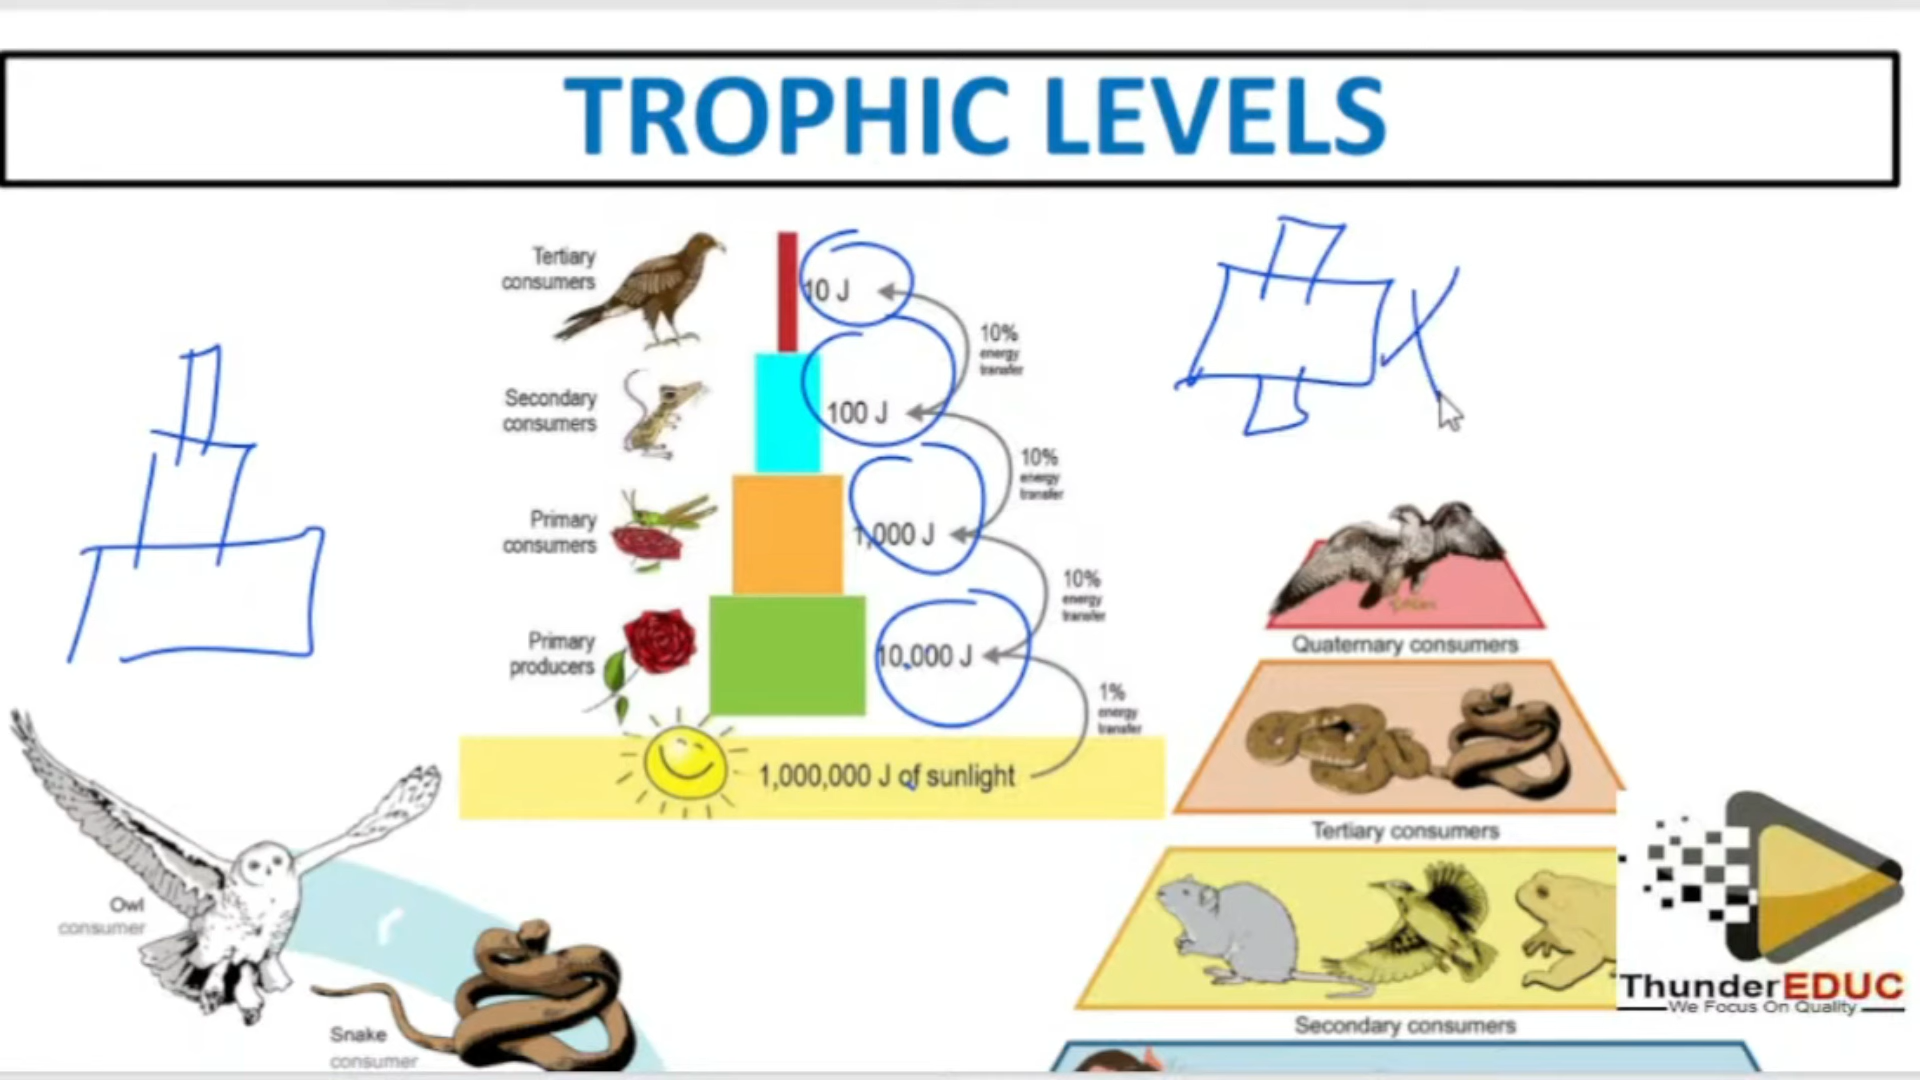 TROPHIC LEVELS
Tertiary
consumers
10 J
10%
energy
transfer
Secondary
consumers
100 J
10%
energy
transfer
Primary
consumers
1,000 J
10%
energy
transfer
Primary
producers
10,000 J
1%
energy
transfer
1,000,000 J of sunlight
Quaternary consumers
Tertiary consumers
Secondary consumers
Owl
consumer
Snake
consumer
ThunderEDUC
We Focus On Quality